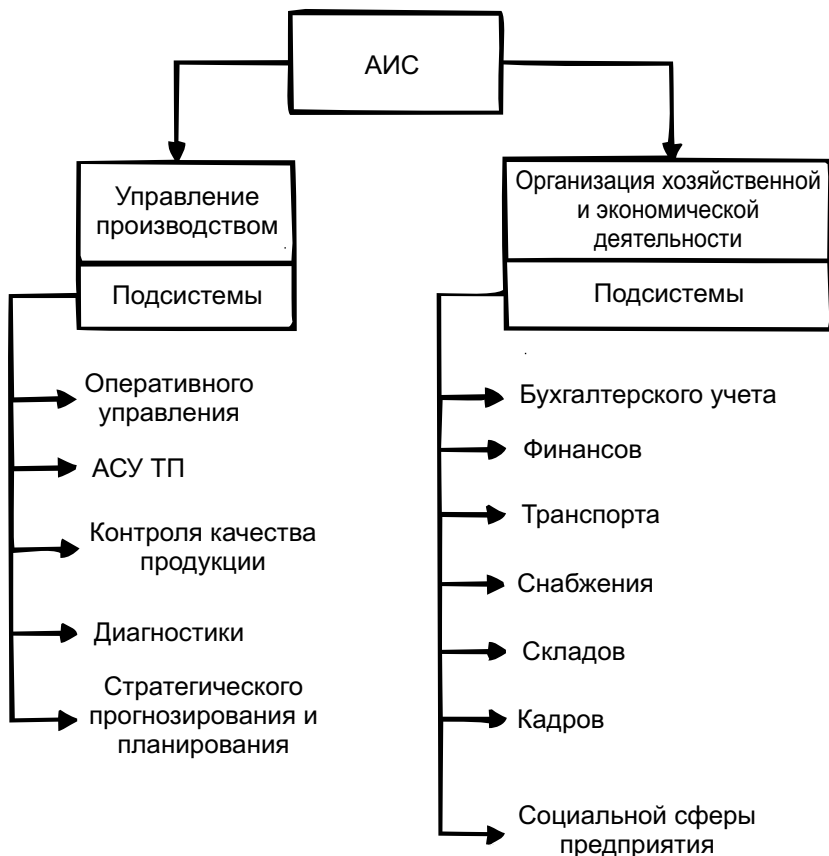 АИС
Управление
производством
Подсистемы
Оперативного
управления
АСУ ТП
Контроля качества
продукции
Диагностики
Стратегического
прогнозирования и
планирования
Организация хозяйственной
и экономической
деятельности
Подсистемы
Бухгалтерского учета
Финансов
Транспорта
Снабжения
Складов
Кадров
Социальной сферы
предприятия